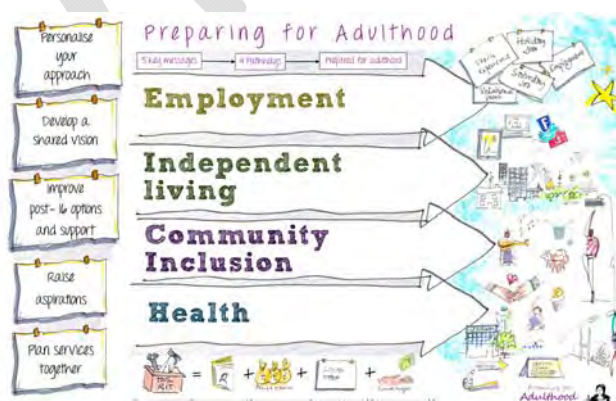 Preparing for Adulthood
5 key messages
4 Pathways
Prepared for adulthood
Personalise
your
approach
Develop a
shared vision
Improve
post-16 options
and support
Raise
aspirations
Plan services
together
Employment
Independent
living
Community
Inclusion
Health
Work
experience
Holiday
Job
Saturday
Job
Employment
= + + +
Adulthood